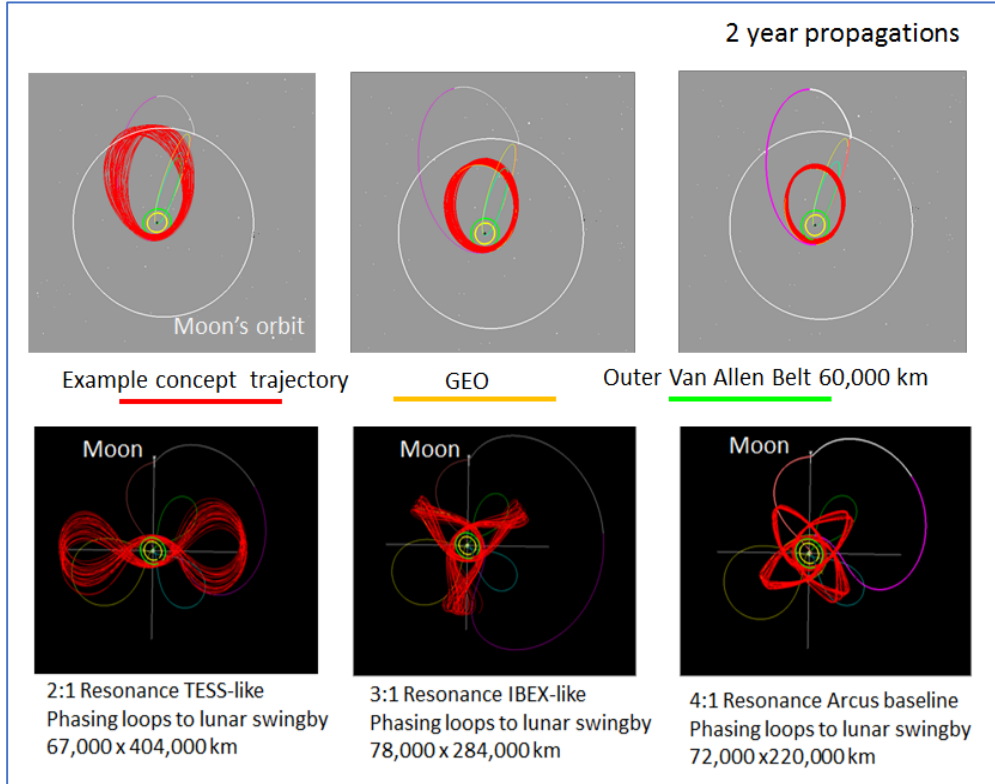 2 year propagations
Moon's orbit
Example concept trajectory
GEO
Outer Van Allen Belt 60,000 km
Moon
Moon
Moon
2:1 Resonance TESS-like
Phasing loops to lunar swingby
67,000 x 404,000 km
3:1 Resonance IBEX-like
Phasing loops to lunar swingby
78,000 x 284,000 km
4:1 Resonance Arcus baseline
Phasing loops to lunar swingby
72,000 x220,000 km